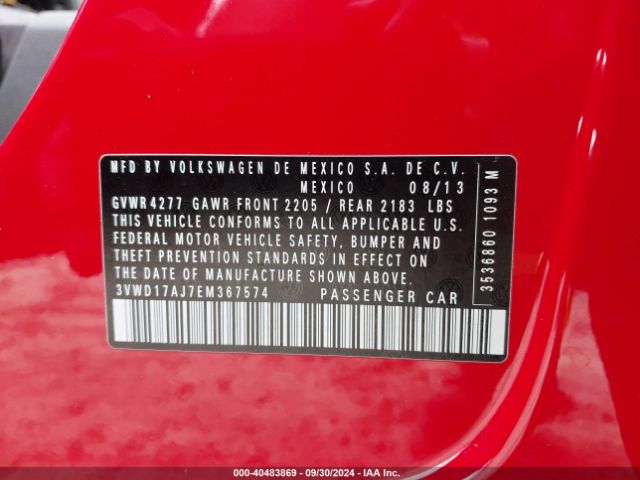 MFD BY VOLKSWAGEN DE MEXICO S.A. DE C.V.
MEXICO 08/13
GVWR 4277 GAWR FRONT 2205 / REAR 2183 LBS
THIS VEHICLE CONFORMS TO ALL APPLICABLE U.S.
FEDERAL MOTOR VEHICLE SAFETY, BUMPER AND
THEFT PREVENTION STANDARDS IN EFFECT ON
THE DATE OF MANUFACTURE SHOWN ABOVE.
3VWD17AJ7EM367574 PASSENGER CAR
3536860 1093 M
000-40483869 - 09/30/2024 - IAA Inc.